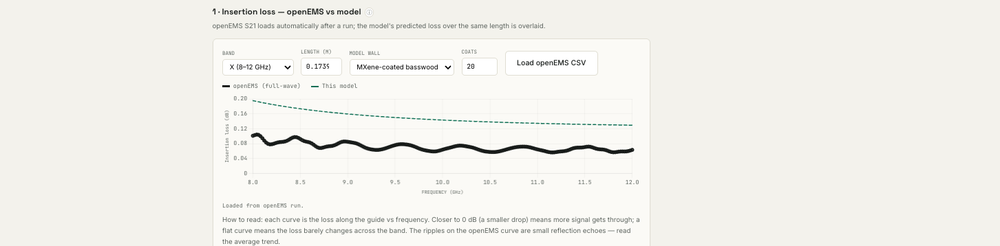 1 · Insertion loss — openEMS vs model ⓘ
openEMS S21 loads automatically after a run; the model's predicted loss over the same length is overlaid.
BAND LENGTH (M) MODEL WALL COATS
X (8–12 GHz) 0.1739 MXene-coated basswood 20 Load openEMS CSV
openEMS (full-wave) This model
0.20
0.16
0.12
0.08
0.04
0
Insertion loss (dB)
8.0 8.5 9.0 9.5 10.0 10.5 11.0 11.5 12.0
FREQUENCY (GHz)
Loaded from openEMS run.
How to read: each curve is the loss along the guide vs frequency. Closer to 0 dB (a smaller drop) means more signal gets through; a
flat curve means the loss barely changes across the band. The ripples on the openEMS curve are small reflection echoes — read
the average trend.